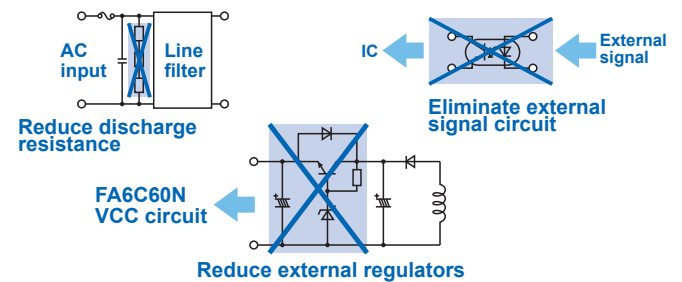 AC
input
Line
filter
Reduce discharge
resistance
IC
External
signal
Eliminate external
signal circuit
FA6C60N
VCC circuit
Reduce external regulators